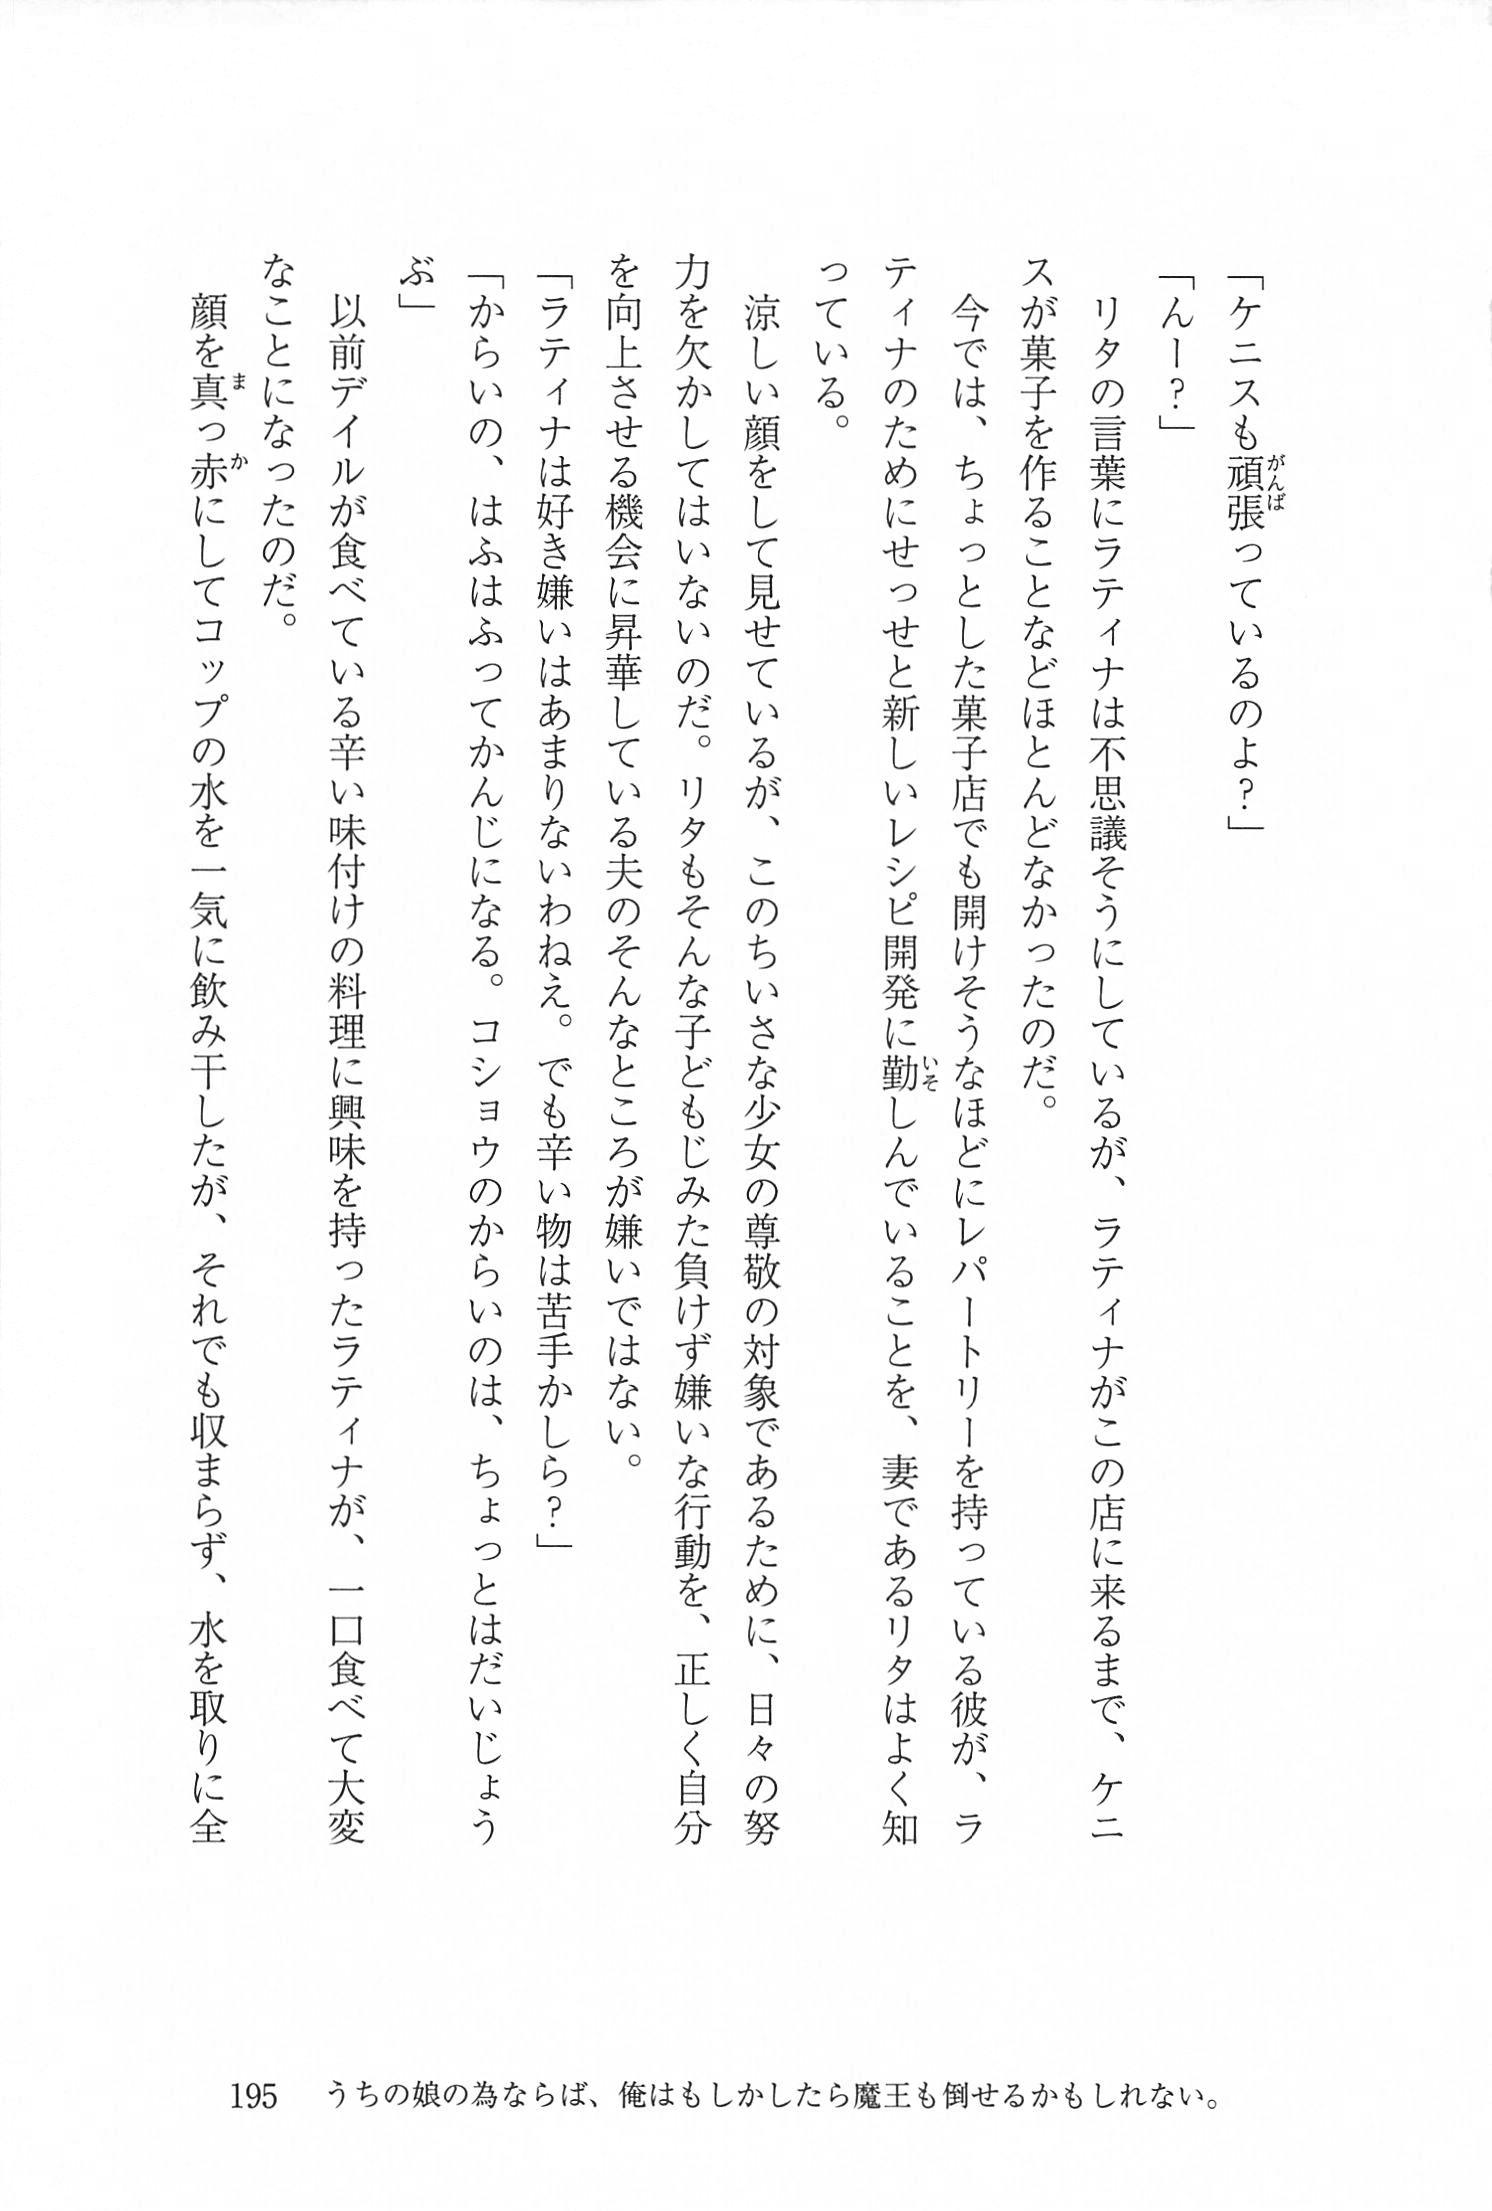 「ケニスも頑張っているのよ？」
「んー？」
　リタの言葉にラティナは不思議そうにしているが、ラティナがこの店に来るまで、ケニ
スが菓子を作ることなどほとんどなかったのだ。
　今では、ちょっとした菓子店でも開けそうなほどにレパートリーを持っている彼が、ラ
ティナのためにせっせと新しいレシピ開発に勤しんでいることを、妻であるリタはよく知
っている。
　涼しい顔をして見せているが、このちいさな少女の尊敬の対象であるために、日々の努
力を欠かしてはいないのだ。リタもそんな子どもじみた負けず嫌いな行動を、正しく自分
を向上させる機会に昇華している夫のそんなところが嫌いではない。
「ラティナは好き嫌いはあまりないわねえ。でも辛い物は苦手かしら？」
「からいの、はふはふってかんじになる。コショウのからいのは、ちょっとはだいじょう
ぶ」
　以前デイルが食べている辛い味付けの料理に興味を持ったラティナが、一口食べて大変
なことになったのだ。
　顔を真っ赤にしてコップの水を一気に飲み干したが、それでも収まらず、水を取りに全
195　うちの娘の為ならば、俺はもしかしたら魔王も倒せるかもしれない。